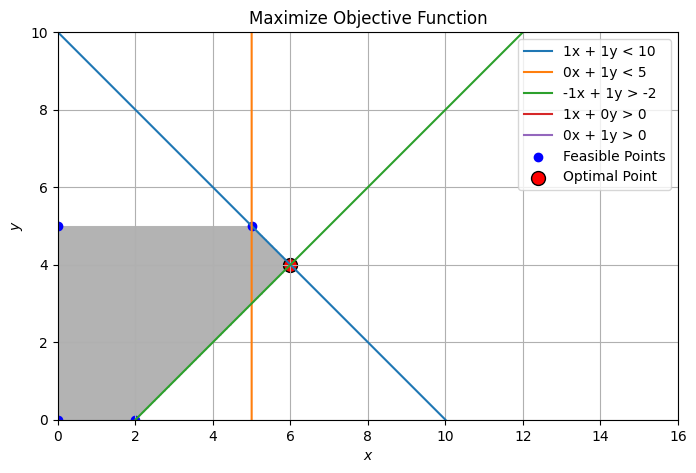 Maximize Objective Function
10
8
6
4
2
0
y
1x + 1y < 10
0x + 1y < 5
-1x + 1y > -2
1x + 0y > 0
0x + 1y > 0
Feasible Points
Optimal Point
0 2 4 6 8 10 12 14 16
x